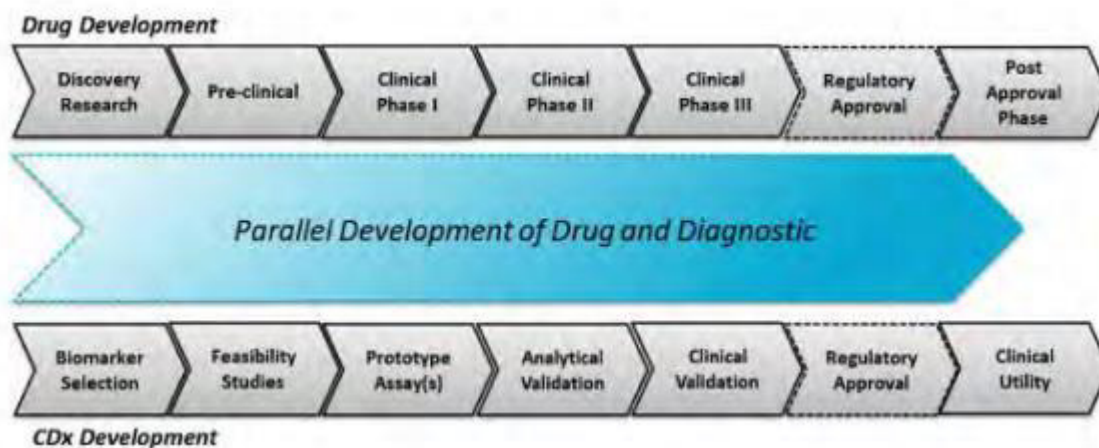 Drug Development
Discovery
Research
Pre-clinical
Clinical
Phase I
Clinical
Phase II
Clinical
Phase III
Regulatory
Approval
Post
Approval
Phase
Parallel Development of Drug and Diagnostic
Biomarker
Selection
Feasibility
Studies
Prototype
Assay(s)
Analytical
Validation
Clinical
Validation
Regulatory
Approval
Clinical
Utility
CDx Development